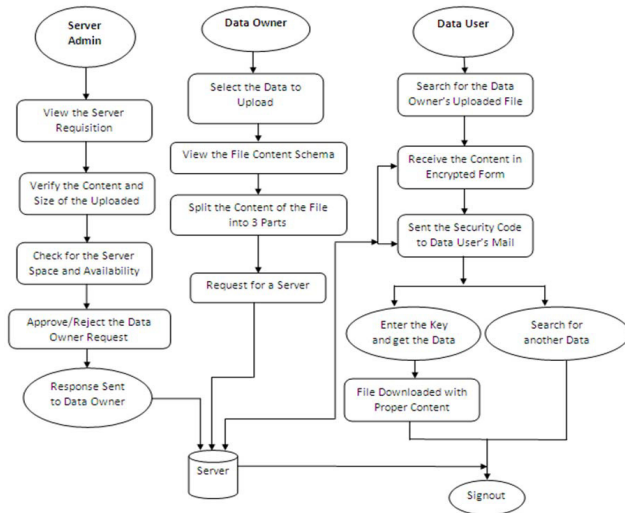 Server
Admin
View the Server
Requisition
Verify the Content and
Size of the Uploaded
Check for the Server
Space and Availability
Approve/Reject the Data
Owner Request
Response Sent
to Data Owner
Data Owner
Select the Data to
Upload
View the File Content Schema
Split the Content of the File
into 3 Parts
Request for a Server
Server
Data User
Search for the Data
Owner's Uploaded File
Receive the Content in
Encrypted Form
Sent the Security Code
to Data User's Mail
Enter the Key
and get the Data
Search for
another Data
File Downloaded with
Proper Content
Signout